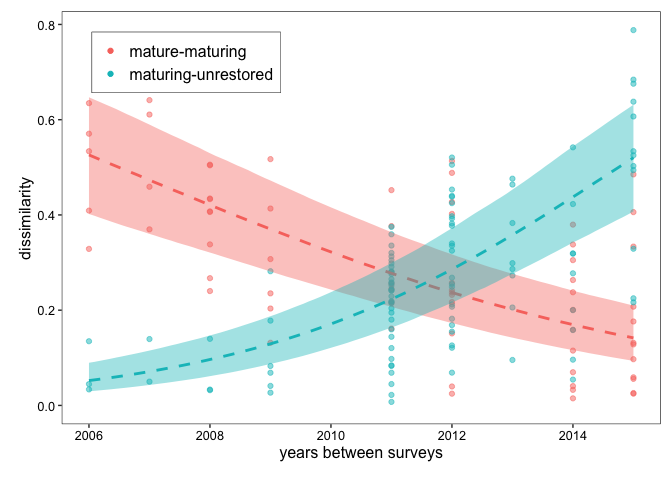 0.8
0.6
0.4
0.2
0.0
dissimilarity
mature-maturing
maturing-unrestored
2006 2008 2010 2012 2014
years between surveys